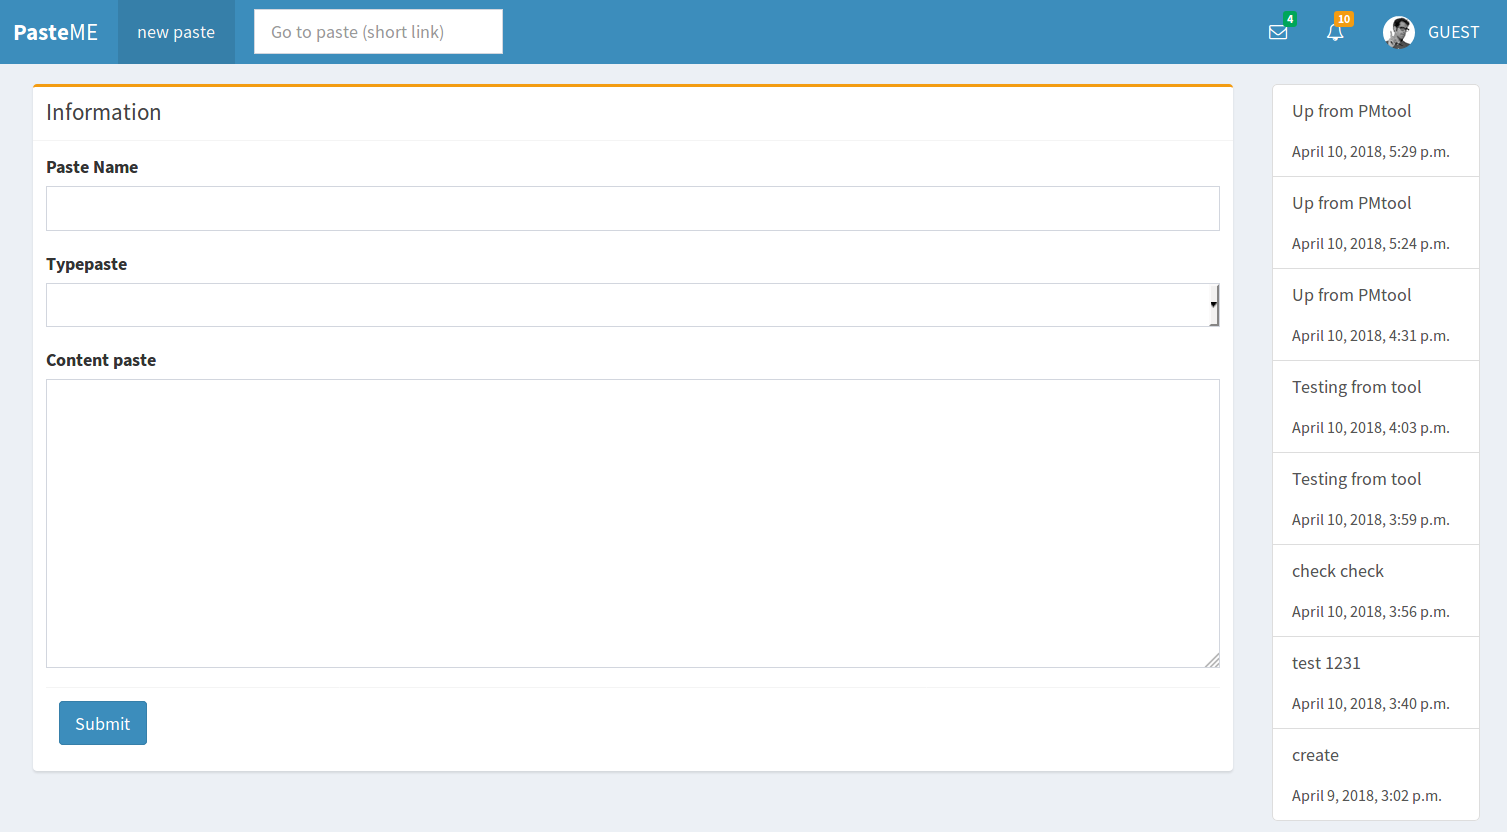 PasteME
new paste
Go to paste (short link)
4
10
GUEST
Information
Paste Name
Typepaste
Content paste
Submit
Up from PMtool
April 10, 2018, 5:29 p.m.
Up from PMtool
April 10, 2018, 5:24 p.m.
Up from PMtool
April 10, 2018, 4:31 p.m.
Testing from tool
April 10, 2018, 4:03 p.m.
Testing from tool
April 10, 2018, 3:59 p.m.
check check
April 10, 2018, 3:56 p.m.
test 1231
April 10, 2018, 3:40 p.m.
create
April 9, 2018, 3:02 p.m.